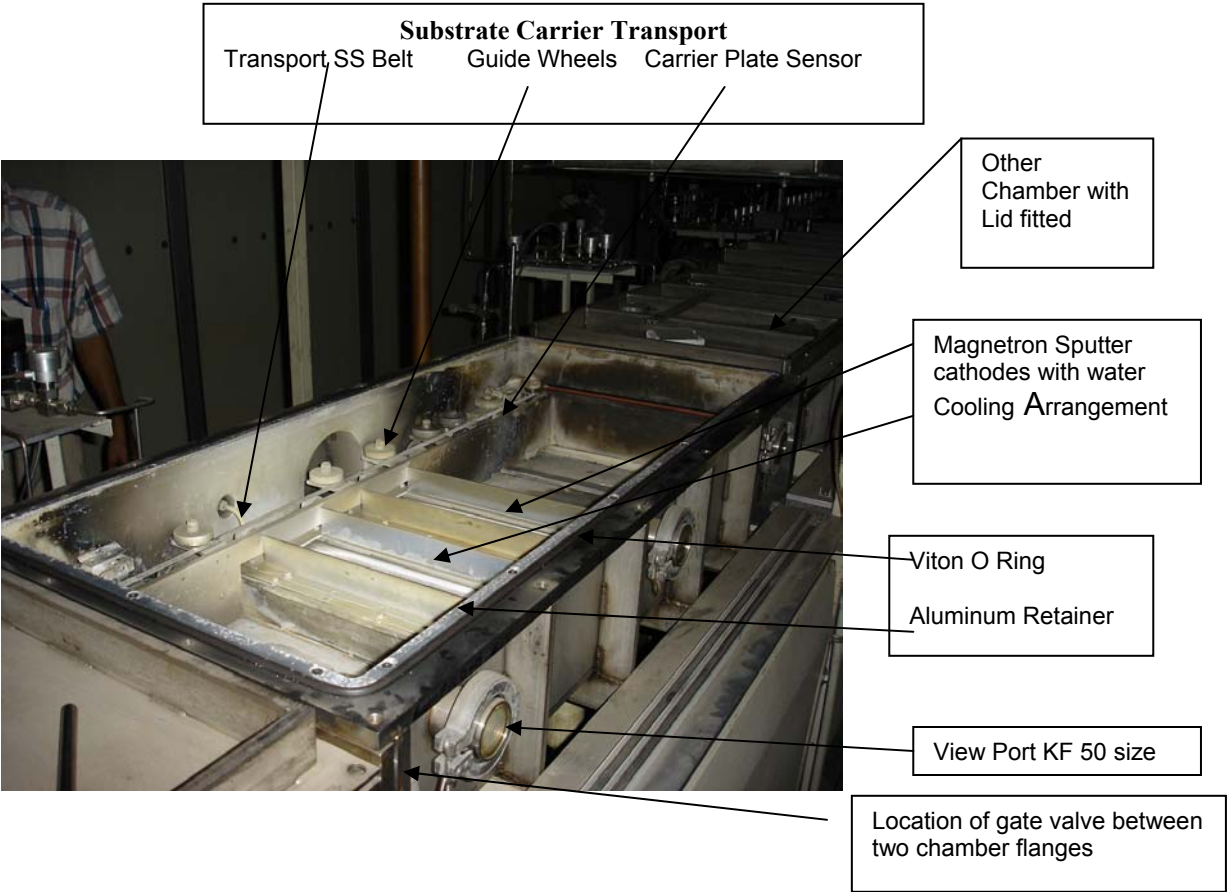 Substrate Carrier Transport
Transport SS Belt Guide Wheels Carrier Plate Sensor
Other
Chamber with
Lid fitted
Magnetron Sputter
cathodes with water
Cooling Arrangement
Viton O Ring
Aluminum Retainer
View Port KF 50 size
Location of gate valve between
two chamber flanges